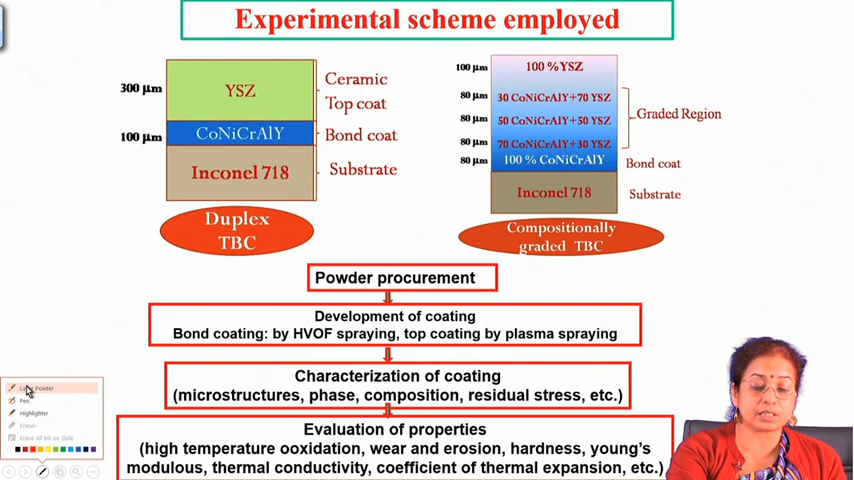 Experimental scheme employed
300 µm
YSZ
Ceramic
Top coat
100 µm
CoNiCrAlY
Bond coat
Inconel 718
Substrate
Duplex
TBC
100 µm
100 %YSZ
80 µm
30 CoNiCrAlY+70 YSZ
80 µm
50 CoNiCrAlY+50 YSZ
80 µm
70 CoNiCrAlY+30 YSZ
Graded Region
80 µm
100 % CoNiCrAlY
Bond coat
Inconel 718
Substrate
Compositionally
graded TBC
Powder procurement
Development of coating
Bond coating: by HVOF spraying, top coating by plasma spraying
Characterization of coating
(microstructures, phase, composition, residual stress, etc.)
Evaluation of properties
(high temperature ooxidation, wear and erosion, hardness, young's
modulous, thermal conductivity, coefficient of thermal expansion, etc.)
Pointer
Pen
Highlighter
Eraser
Erase All Ink on Slide